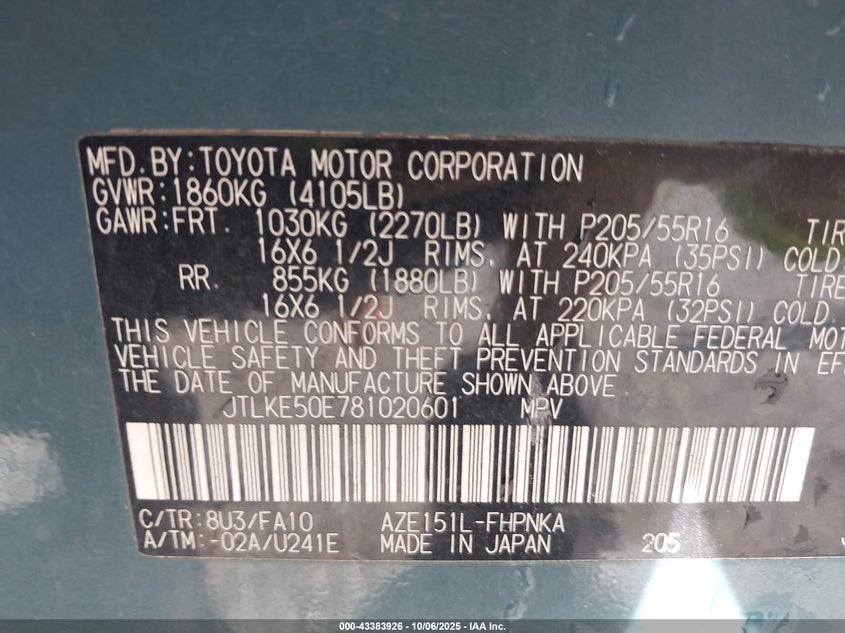 MFD.BY:TOYOTA MOTOR CORPORATION
GVWR:1860KG (4105LB)
GAWR:FRT. 1030KG (2270LB) WITH P205/55R16 TIRE
16X6 1/2J RIMS, AT 240KPA (35PSI) COLD
RR. 855KG (1880LB) WITH P205/55R16 TIRE
16X6 1/2J RIMS, AT 220KPA (32PSI) COLD.
THIS VEHICLE CONFORMS TO ALL APPLICABLE FEDERAL MOT
VEHICLE SAFETY AND THEFT PREVENTION STANDARDS IN EFF
THE DATE OF MANUFACTURE SHOWN ABOVE.
JTLKE50E781020601 MPV
C/TR:8U3/FA10 AZE151L-FHPNKA
A/TM:-02A/U241E MADE IN JAPAN 205
000-43383926 - 10/06/2025 - IAA Inc.